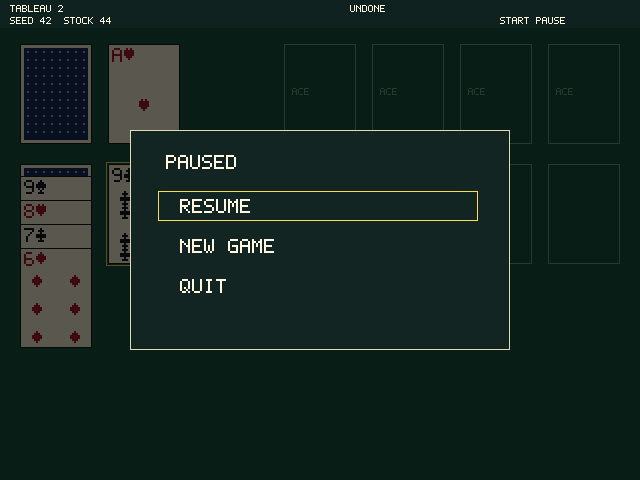 TABLEAU 2
UNDONE
SEED 42 STOCK 44
START PAUSE
A♥
ACE ACE ACE ACE
PAUSED
9♠
9♣
8♥
RESUME
7♣
NEW GAME
6♦
QUIT